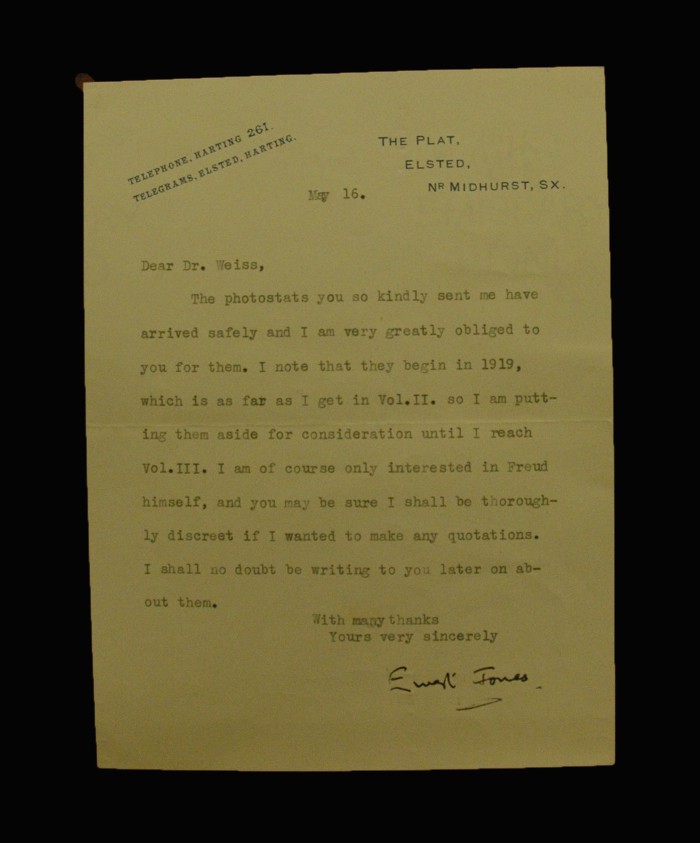 TELEPHONE, HARTING 261.
TELEGRAMS, ELSTED, HARTING.
THE PLAT,
ELSTED,
NR MIDHURST, SX.
May 16.
Dear Dr. Weiss,
The photostats you so kindly sent me have
arrived safely and I am very greatly obliged to
you for them. I note that they begin in 1919,
which is as far as I get in Vol.II. so I am putt-
ing them aside for consideration until I reach
Vol.III. I am of course only interested in Freud
himself, and you may be sure I shall be thorough-
ly discreet if I wanted to make any quotations.
I shall no doubt be writing to you later on ab-
out them.
With many thanks
Yours very sincerely
Ernest Jones.